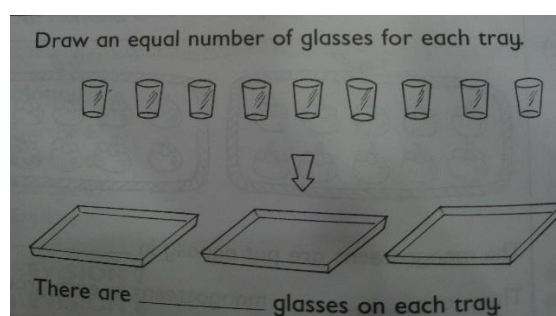 Draw an equal number of glasses for each tray.
There are ________ glasses on each tray.